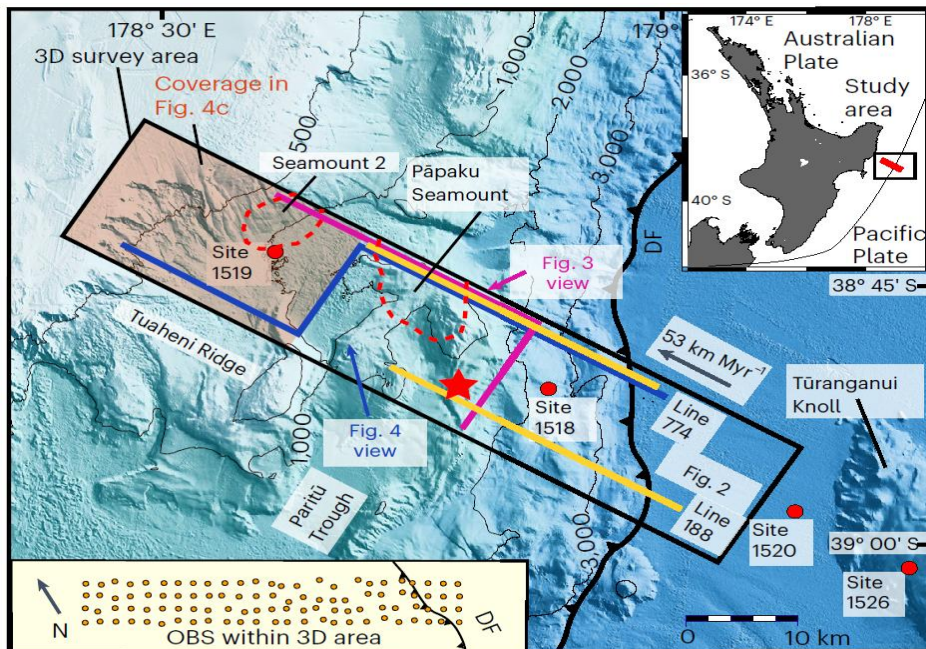 178° 30' E
179°
3D survey area
Coverage in
Fig. 4c
500
1,000
2,000
3,000
Seamount 2
Pāpaku
Seamount
Site
1519
Fig. 3
view
DF
Tuaheni Ridge
53 km Myr⁻¹
Tūranganui
Knoll
Site
1518
Line
774
Fig. 4
view
1,000
Fig. 2
Line
188
Paritū
Trough
3,000
Site
1520
Site
1526
38° 45' S
39° 00' S
174° E
178° E
Australian
Plate
36° S
Study
area
40° S
Pacific
Plate
N
OBS within 3D area
DF
0
10 km